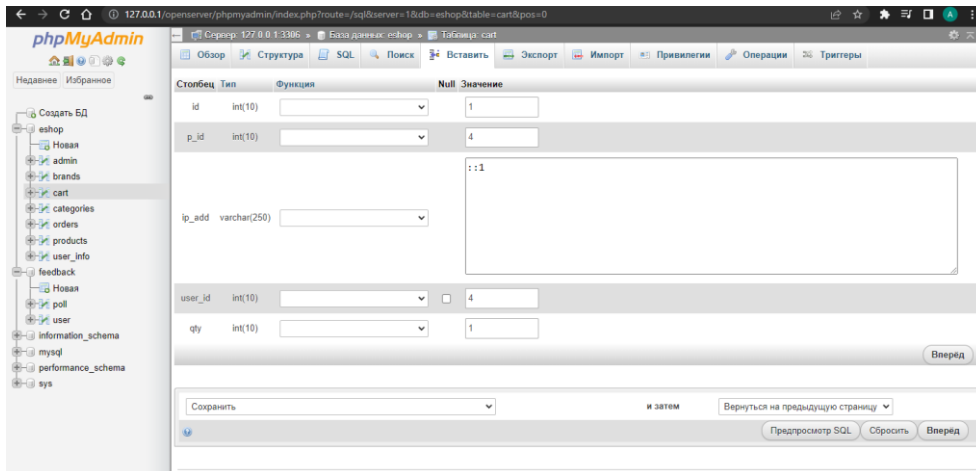 127.0.0.1/openserver/phpmyadmin/index.php?route=/sql&server=1&db=eshop&table=cart&pos=0
phpMyAdmin
Недавнее Избранное
Создать БД
eshop
Новая
admin
brands
cart
categories
orders
products
user_info
feedback
Новая
poll
user
information_schema
mysql
performance_schema
sys
Сервер: 127.0.0.1:3306 » База данных: eshop » Таблица: cart
Обзор Структура SQL Поиск Вставить Экспорт Импорт Привилегии Операции Триггеры
Столбец Тип Функция Null Значение
id int(10) 1
p_id int(10) 4
ip_add varchar(250) ::1
user_id int(10) 4
qty int(10) 1
Вперёд
Сохранить и затем Вернуться на предыдущую страницу
Предпросмотр SQL Сбросить Вперёд